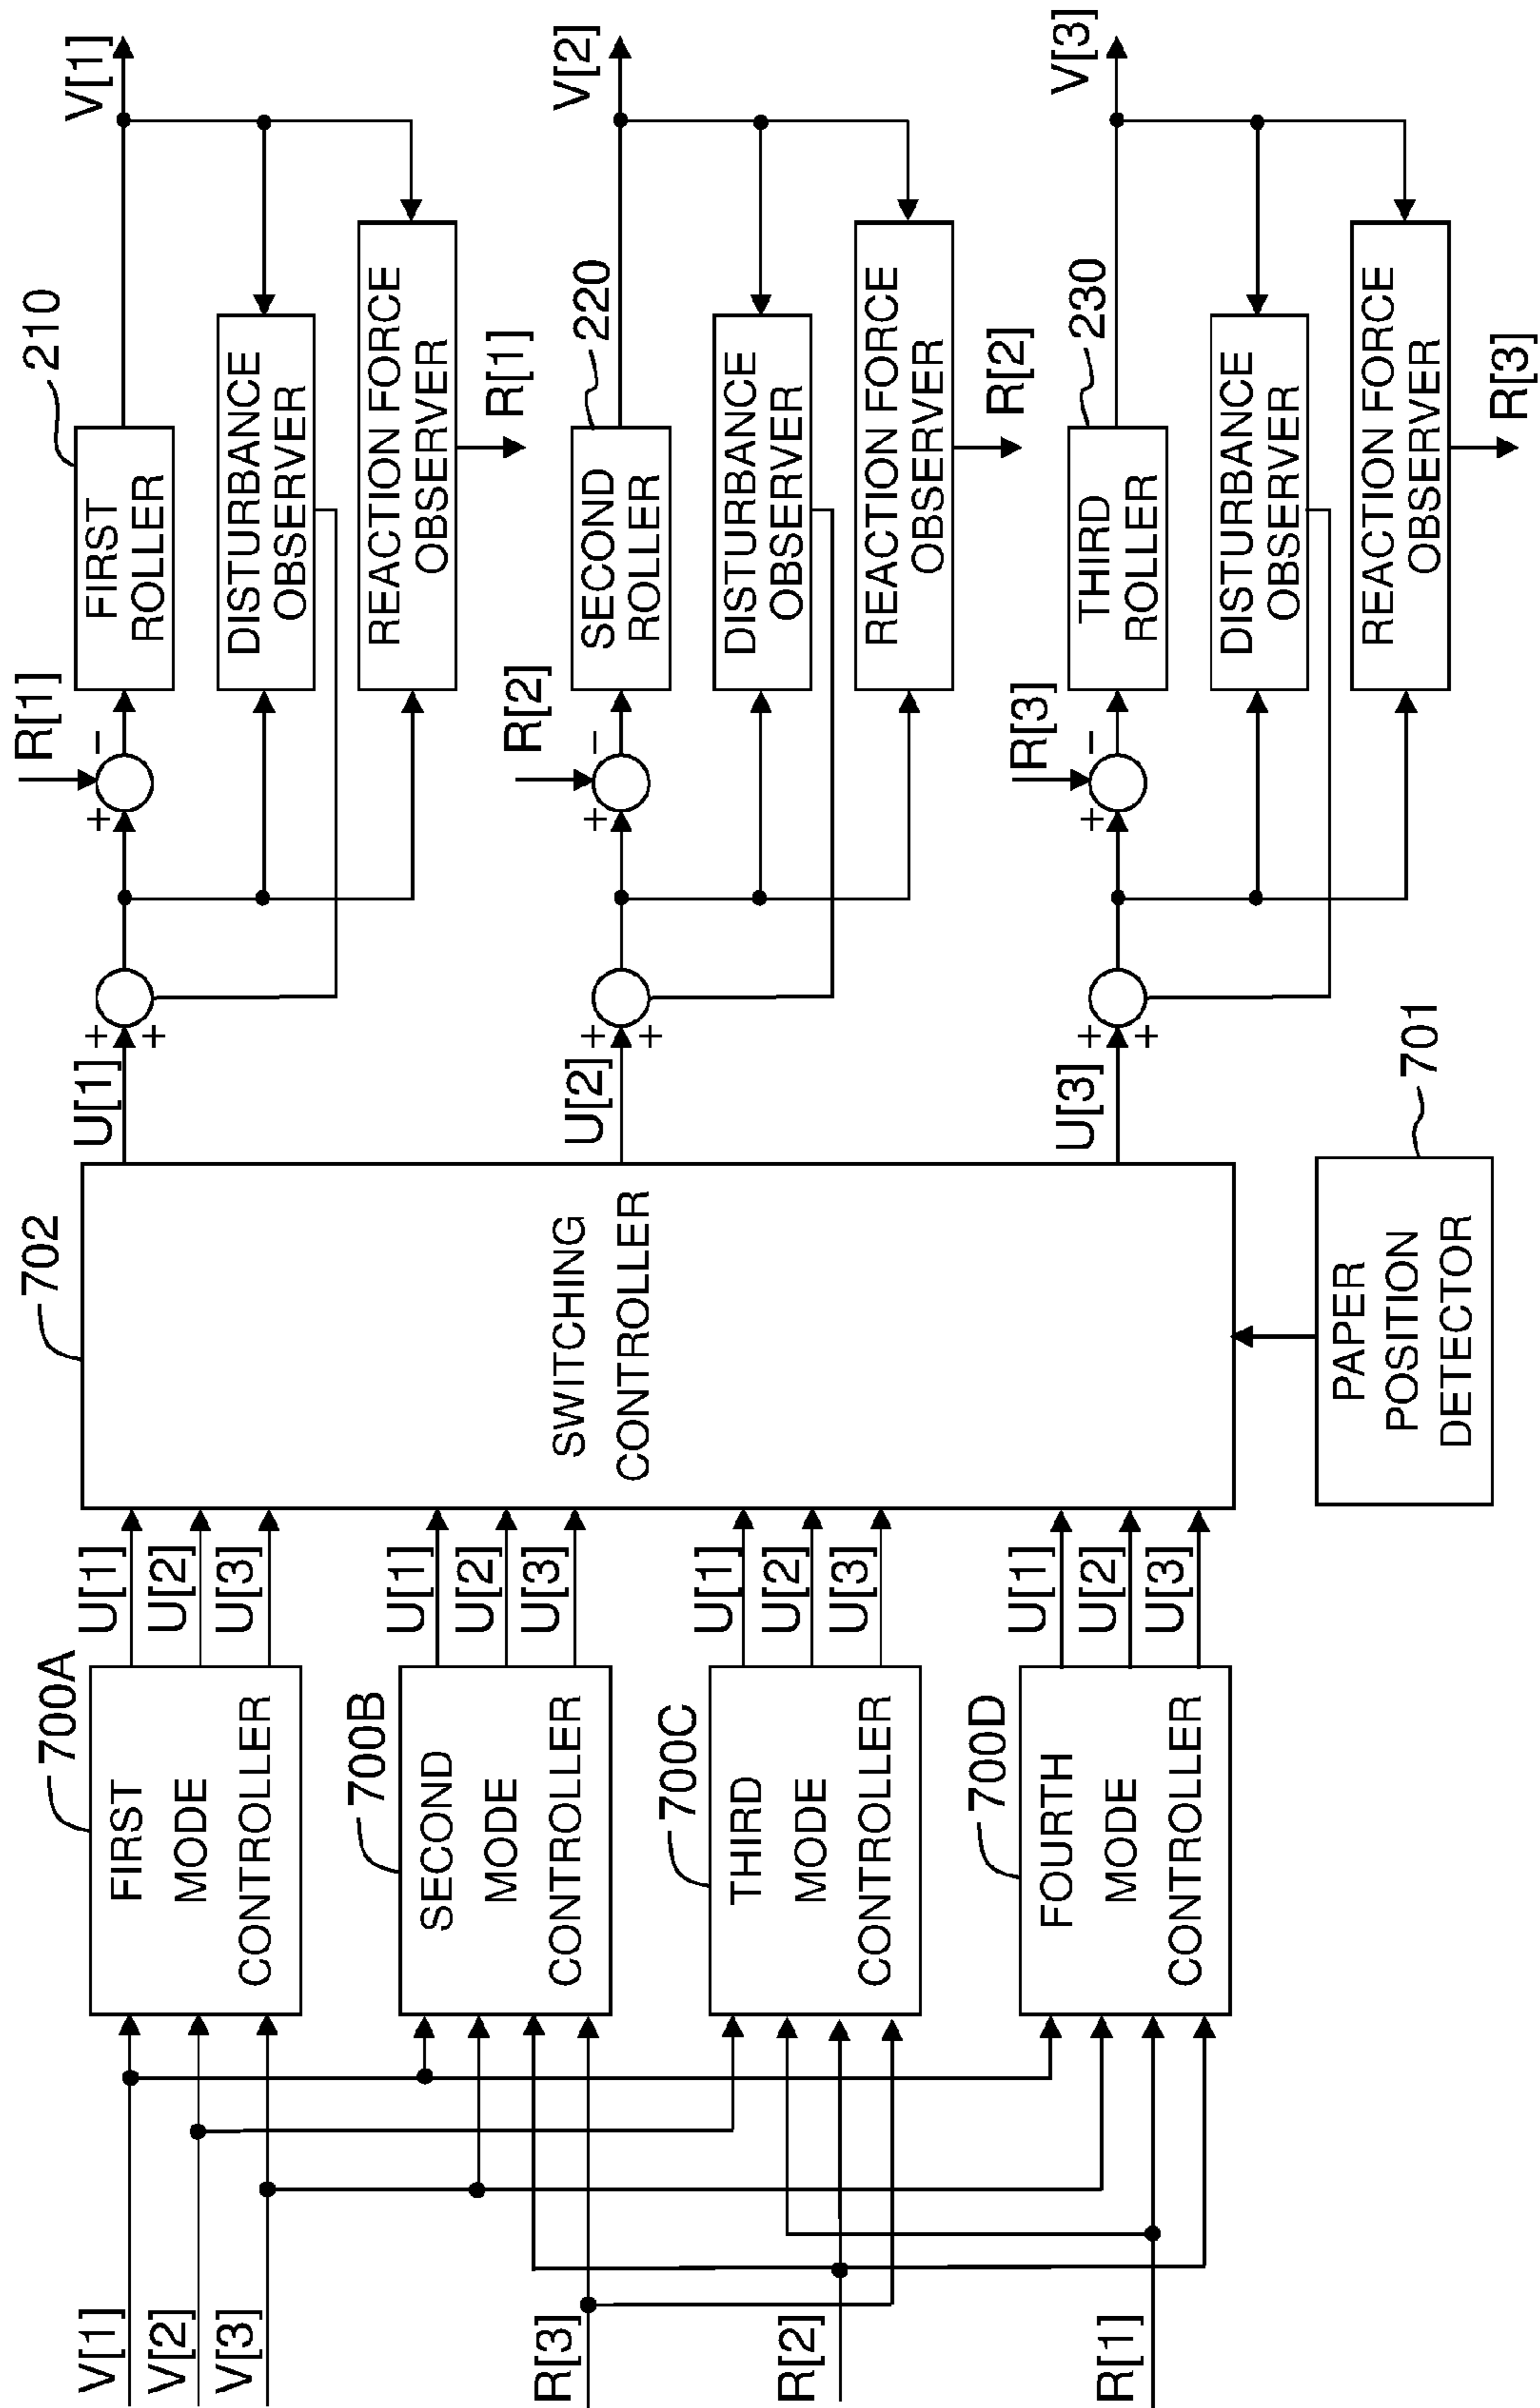 V[1]
V[2]
V[3]
R[3]
R[2]
R[1]
700A
FIRST
MODE
CONTROLLER
700B
SECOND
MODE
CONTROLLER
700C
THIRD
MODE
CONTROLLER
700D
FOURTH
MODE
CONTROLLER
U[1]
U[2]
U[3]
U[1]
U[2]
U[3]
U[1]
U[2]
U[3]
U[1]
U[2]
U[3]
702
SWITCHING
CONTROLLER
PAPER
POSITION
DETECTOR
701
U[1]
+
+
R[1]
+
-
FIRST
ROLLER
210
V[1]
DISTURBANCE
OBSERVER
REACTION FORCE
OBSERVER
R[1]
U[2]
+
+
R[2]
+
-
SECOND
ROLLER
220
V[2]
DISTURBANCE
OBSERVER
REACTION FORCE
OBSERVER
R[2]
U[3]
+
+
R[3]
+
-
THIRD
ROLLER
230
V[3]
DISTURBANCE
OBSERVER
REACTION FORCE
OBSERVER
R[3]